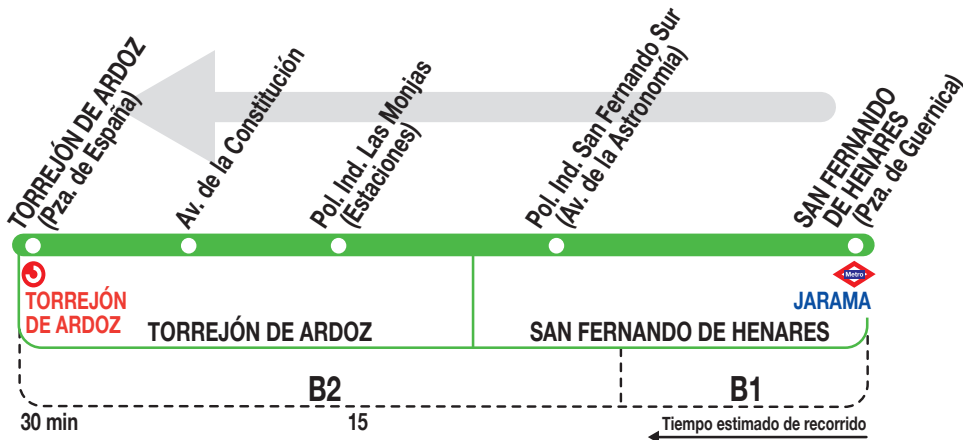 TORREJÓN DE ARDOZ
(Pza. de España)
Av. de la Constitución
Pol. Ind. Las Monjas
(Estaciones)
Pol. Ind. San Fernando Sur
(Av. de la Astronomía)
SAN FERNANDO
DE HENARES
(Pza. de Guernica)
TORREJÓN
DE ARDOZ
Metro
JARAMA
TORREJÓN DE ARDOZ
SAN FERNANDO DE HENARES
B2
B1
30 min
15
Tiempo estimado de recorrido